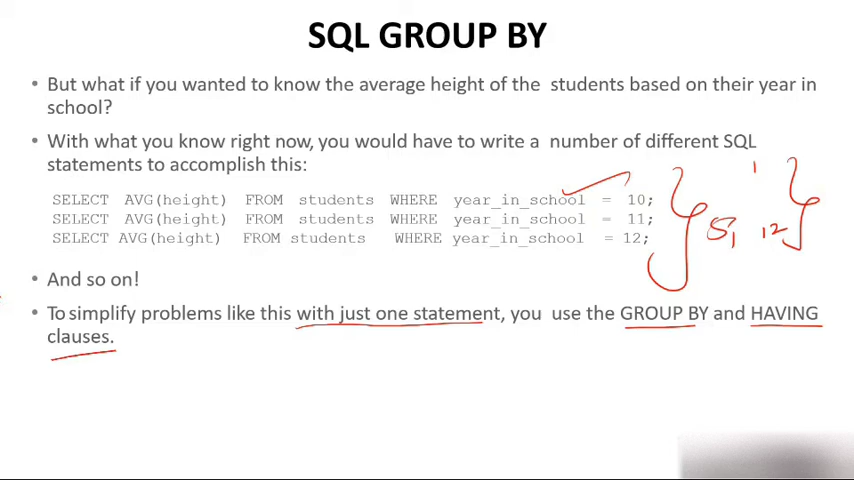 SQL GROUP BY
• But what if you wanted to know the average height of the students based on their year in
school?
• With what you know right now, you would have to write a number of different SQL
statements to accomplish this:
SELECT AVG(height) FROM students WHERE year_in_school = 10;
SELECT AVG(height) FROM students WHERE year_in_school = 11;
SELECT AVG(height) FROM students WHERE year_in_school = 12;
• And so on!
• To simplify problems like this with just one statement, you use the GROUP BY and HAVING
clauses.
12